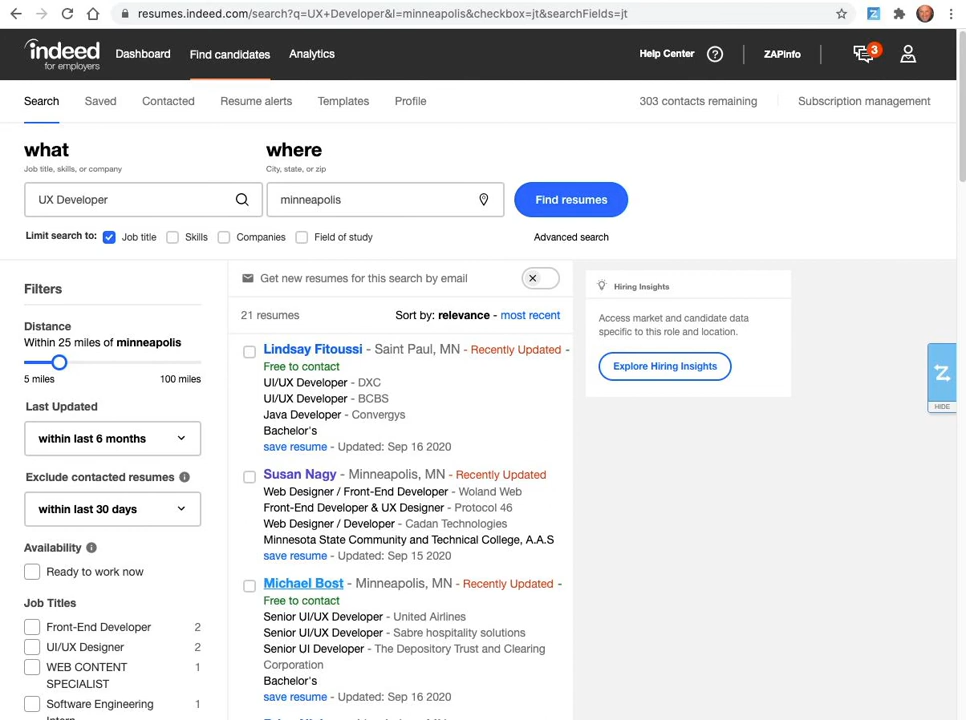 resumes.indeed.com/search?q=UX+Developer&l=minneapolis&checkbox=jt&searchFields=jt
indeed
for employers
Dashboard
Find candidates
Analytics
Help Center
?
ZAPInfo
3
Search
Saved
Contacted
Resume alerts
Templates
Profile
303 contacts remaining
Subscription management
what
where
Job title, skills, or company
City, state, or zip
UX Developer
minneapolis
Find resumes
Limit search to:
Job title
Skills
Companies
Field of study
Advanced search
Filters
Distance
Within 25 miles of minneapolis
5 miles
100 miles
Last Updated
within last 6 months
Exclude contacted resumes
within last 30 days
Availability
Ready to work now
Job Titles
Front-End Developer 2
UI/UX Designer 2
WEB CONTENT 1
SPECIALIST
Software Engineering 1
Get new resumes for this search by email
21 resumes
Sort by: relevance - most recent
Lindsay Fitoussi - Saint Paul, MN - Recently Updated -
Free to contact
UI/UX Developer - DXC
UI/UX Developer - BCBS
Java Developer - Convergys
Bachelor's
save resume - Updated: Sep 16 2020
Susan Nagy - Minneapolis, MN - Recently Updated
Web Designer / Front-End Developer - Woland Web
Front-End Developer & UX Designer - Protocol 46
Web Designer / Developer - Cadan Technologies
Minnesota State Community and Technical College, A.A.S
save resume - Updated: Sep 15 2020
Michael Bost - Minneapolis, MN - Recently Updated -
Free to contact
Senior UI/UX Developer - United Airlines
Senior UI/UX Developer - Sabre hospitality solutions
Senior UI Developer - The Depository Trust and Clearing
Corporation
Bachelor's
save resume - Updated: Sep 16 2020
Hiring Insights
Access market and candidate data
specific to this role and location.
Explore Hiring Insights
Z
HIDE